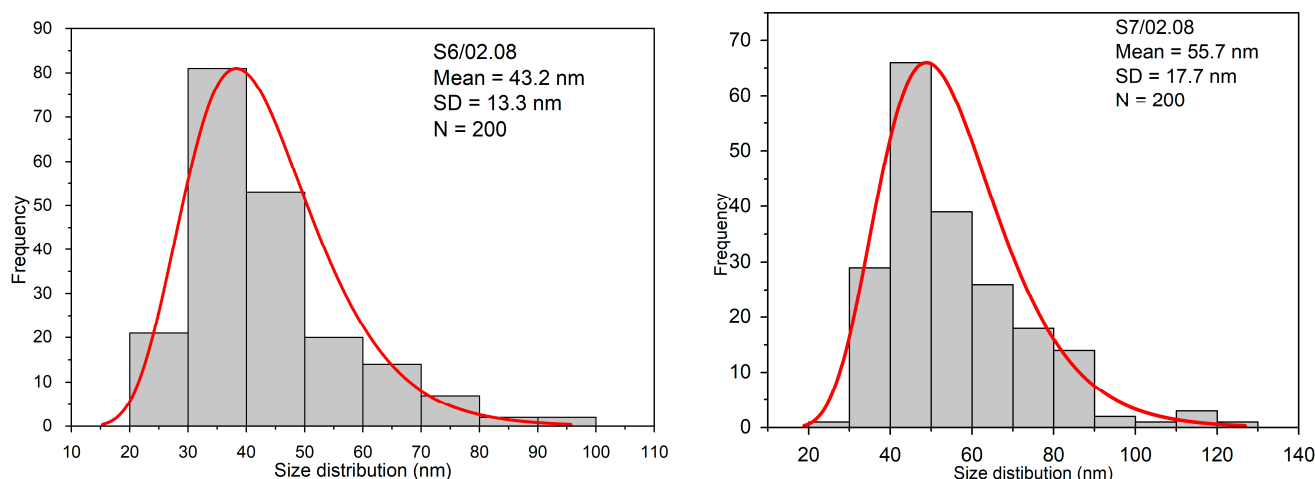 90
80
70
60
50
40
30
20
10
0
Frequency
S6/02.08
Mean = 43.2 nm
SD = 13.3 nm
N = 200
10 20 30 40 50 60 70 80 90 100 110
Size distribution (nm)
70
60
50
40
30
20
10
0
Frequency
S7/02.08
Mean = 55.7 nm
SD = 17.7 nm
N = 200
20 40 60 80 100 120 140
Size distibution (nm)